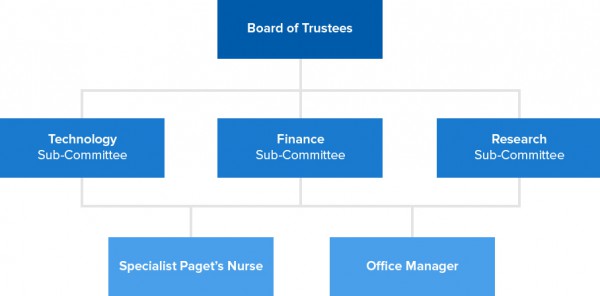 Board of Trustees
Technology
Sub-Committee
Finance
Sub-Committee
Research
Sub-Committee
Specialist Paget's Nurse
Office Manager